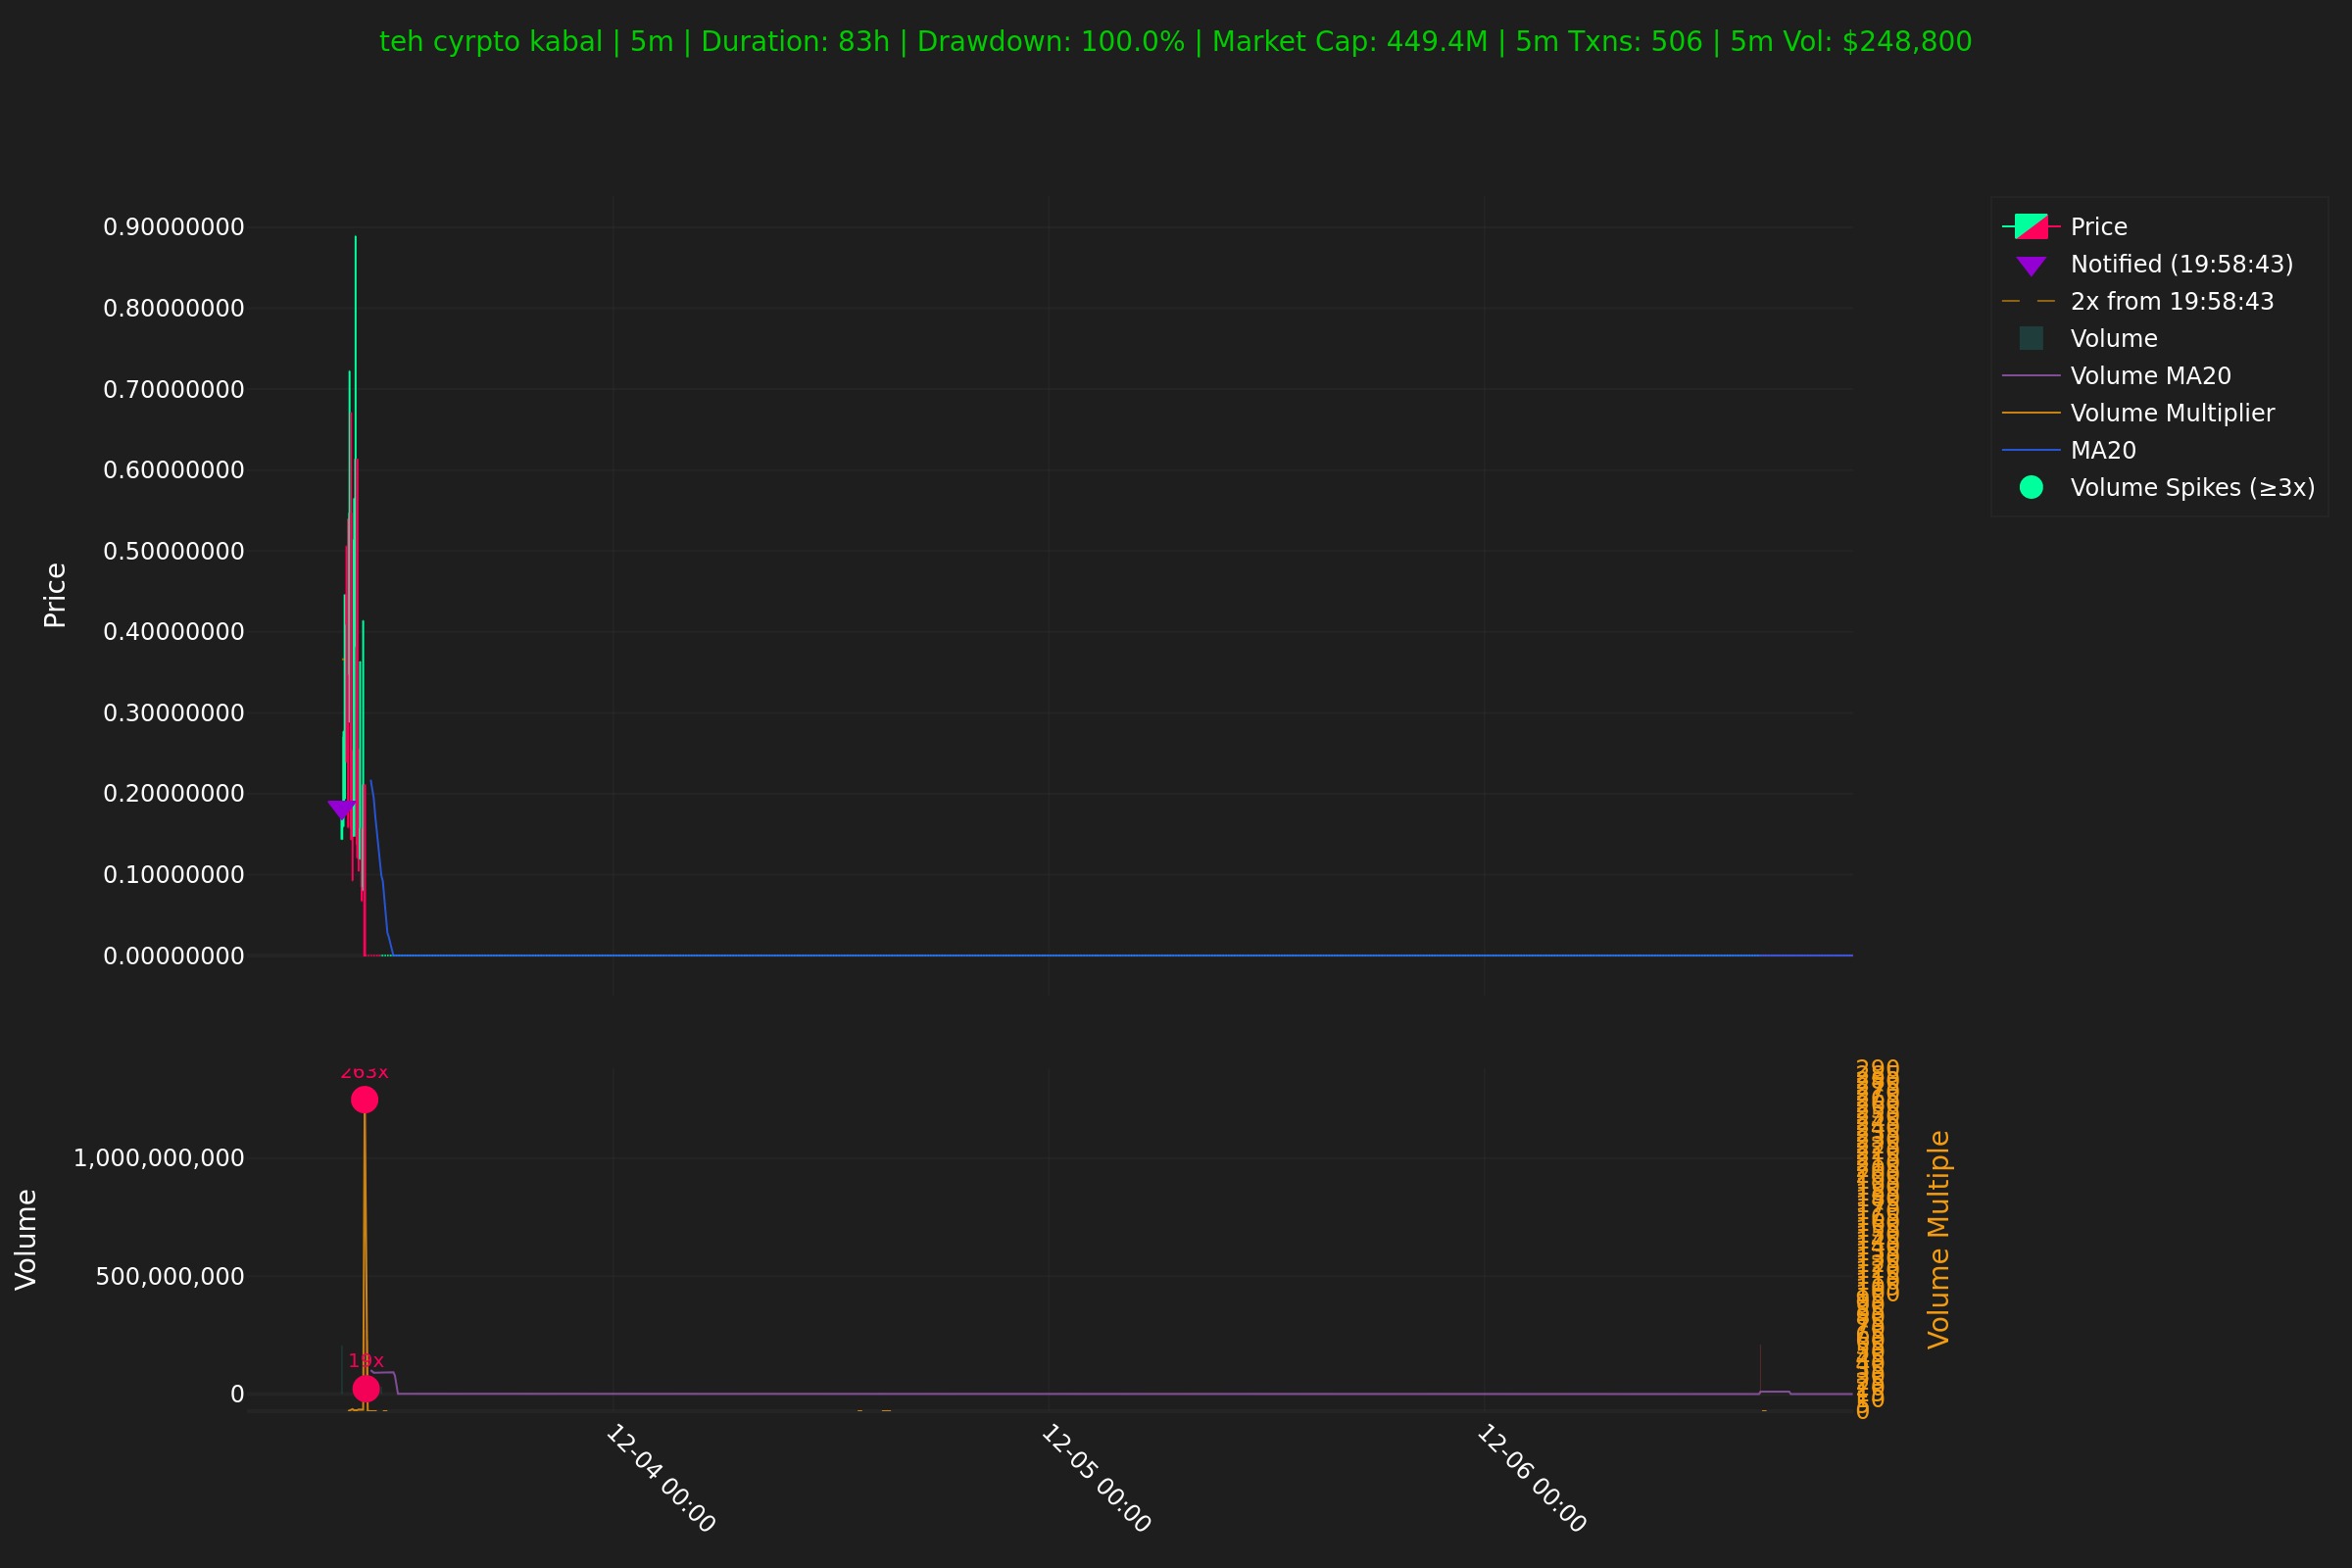 teh cyrpto kabal | 5m | Duration: 83h | Drawdown: 100.0% | Market Cap: 449.4M | 5m Txns: 506 | 5m Vol: $248,800
Price
0.90000000
0.80000000
0.70000000
0.60000000
0.50000000
0.40000000
0.30000000
0.20000000
0.10000000
0.00000000
Price
Notified (19:58:43)
2x from 19:58:43
Volume
Volume MA20
Volume Multiplier
MA20
Volume Spikes (≥3x)
Volume
1,000,000,000
500,000,000
0
263x
19x
Volume Multiple
12-04 00:00
12-05 00:00
12-06 00:00